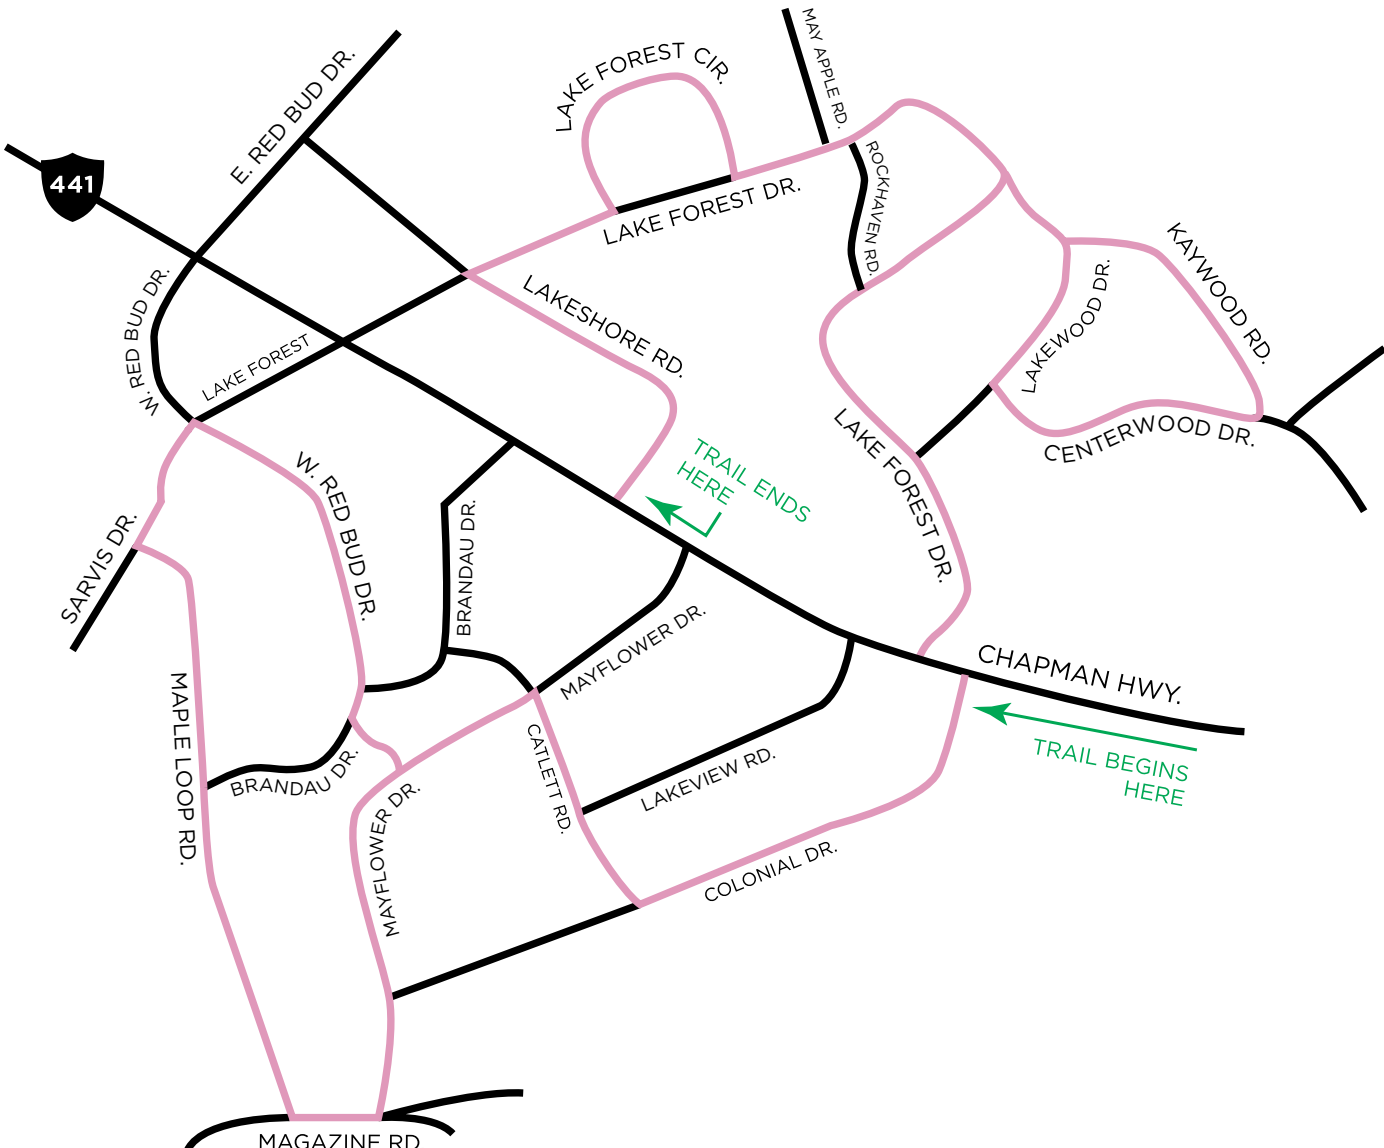 MAY APPLE RD.
LAKE FOREST CIR.
E. RED BUD DR.
441
ROCKHAVEN RD.
LAKE FOREST DR.
KAYWOOD RD.
W. RED BUD DR.
LAKE FOREST
LAKESHORE RD.
LAKEWOOD DR.
CENTERWOOD DR.
LAKE FOREST DR.
TRAIL ENDS
HERE
W. RED BUD DR.
BRANDAU DR.
SARVIS DR.
MAYFLOWER DR.
CHAPMAN HWY.
TRAIL BEGINS
HERE
MAPLE LOOP RD.
BRANDAU DR.
CATLETT RD.
LAKEVIEW RD.
MAYFLOWER DR.
COLONIAL DR.
MAGAZINE RD